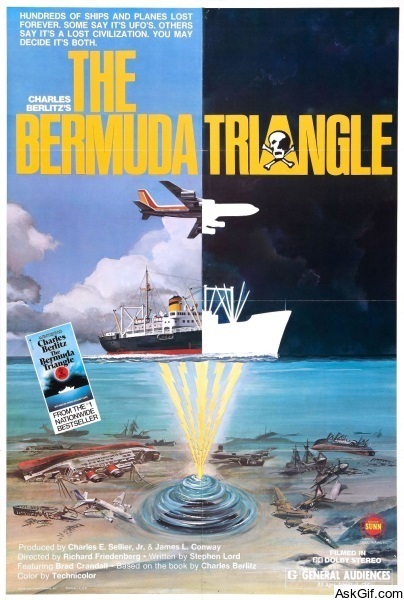 HUNDREDS OF SHIPS AND PLANES LOST
FOREVER. SOME SAY IT'S UFO'S. OTHERS
SAY IT'S A LOST CIVILIZATION. YOU MAY
DECIDE IT'S BOTH.
CHARLES
BERLITZ'S
THE
BERMUDA TRIANGLE
Charles
Berlitz
The
Bermuda
Triangle
FROM THE #1
NATIONWIDE
BESTSELLER
SUNN
Produced by Charles E. Sellier, Jr. & James L. Conway
Directed by Richard Friedenberg • Written by Stephen Lord
Featuring Brad Crandall • Based on the book by Charles Berlitz
Color by Technicolor
FILMED IN
DOLBY STEREO
G GENERAL AUDIENCES
AskGif.com